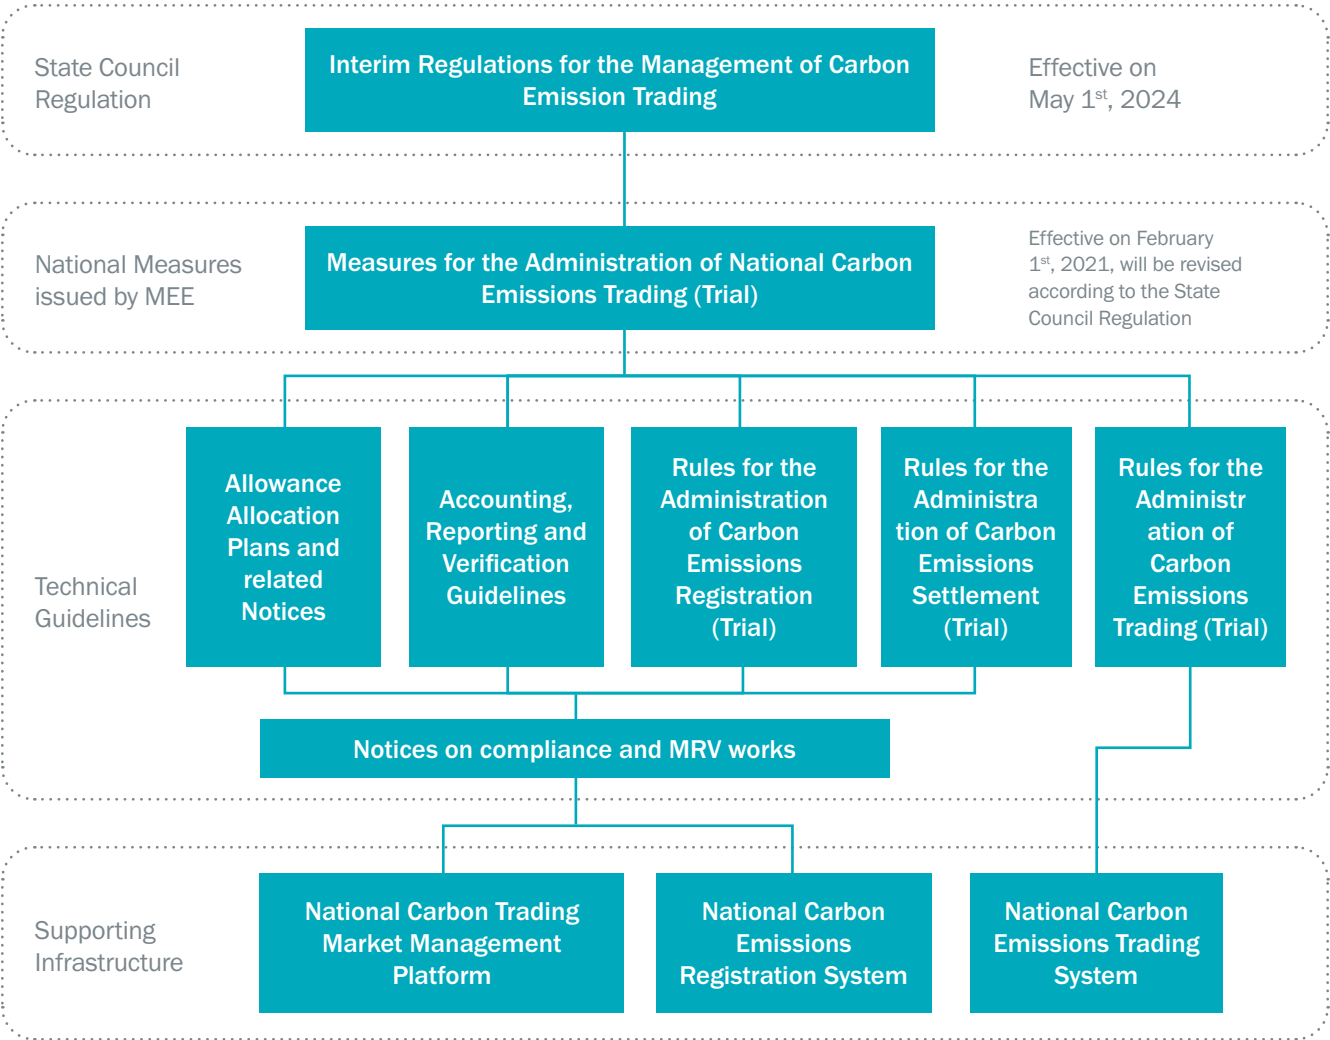 State Council
Regulation
Interim Regulations for the Management of Carbon
Emission Trading
Effective on
May 1st, 2024
National Measures
issued by MEE
Measures for the Administration of National Carbon
Emissions Trading (Trial)
Effective on February
1st, 2021, will be revised
according to the State
Council Regulation
Technical
Guidelines
Allowance
Allocation
Plans and
related
Notices
Accounting,
Reporting and
Verification
Guidelines
Rules for the
Administration
of Carbon
Emissions
Registration
(Trial)
Rules for the
Administra
tion of Carbon
Emissions
Settlement
(Trial)
Rules for the
Administr
ation of
Carbon
Emissions
Trading (Trial)
Notices on compliance and MRV works
Supporting
Infrastructure
National Carbon Trading
Market Management
Platform
National Carbon
Emissions
Registration System
National Carbon
Emissions Trading
System